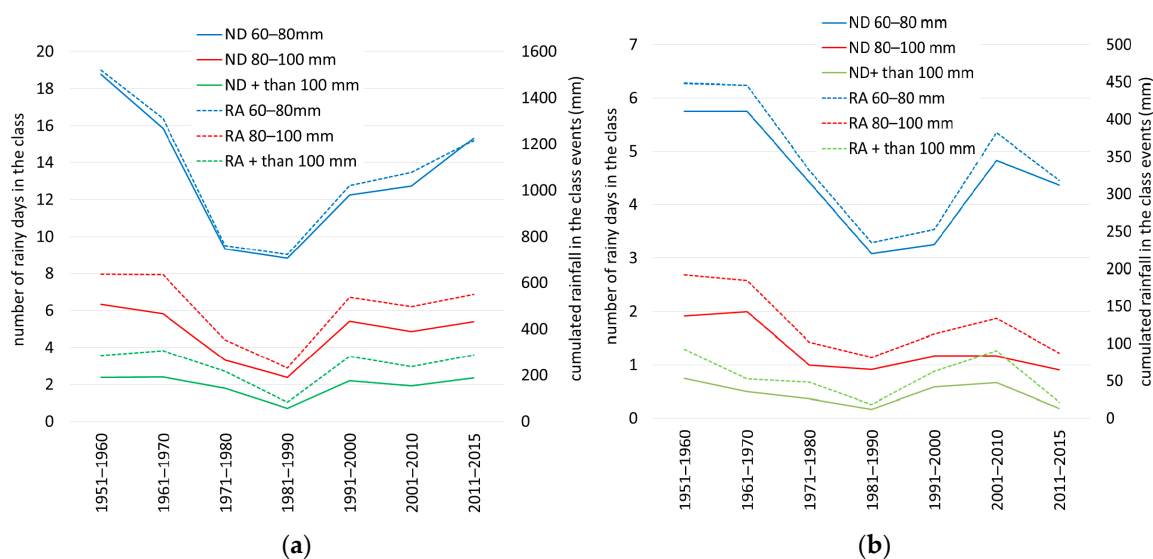 ND 60–80mm
ND 80–100 mm
ND + than 100 mm
RA 60–80mm
RA 80–100 mm
RA + than 100 mm
number of rainy days in the class
20
18
16
14
12
10
8
6
4
2
0
1600
1400
1200
1000
800
600
400
200
0
cumulated rainfall in the class events (mm)
1951–1960
1961–1970
1971–1980
1981–1990
1991–2000
2001–2010
2011–2015
(a)
ND 60–80 mm
ND 80–100 mm
ND+ than 100 mm
RA 60–80 mm
RA 80–100 mm
RA + than 100 mm
number of rainy days in the class
7
6
5
4
3
2
1
0
500
450
400
350
300
250
200
150
100
50
0
cumulated rainfall in the class events (mm)
1951–1960
1961–1970
1971–1980
1981–1990
1991–2000
2001–2010
2011–2015
(b)